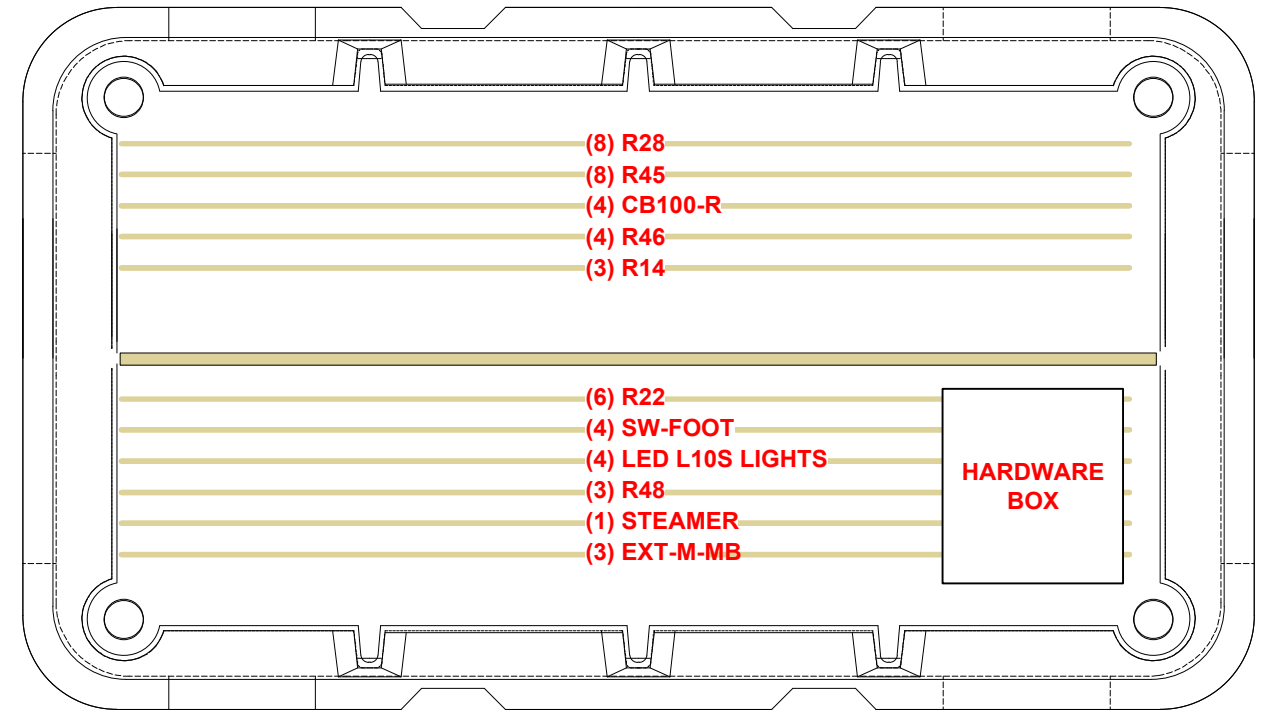 (8) R28
(8) R45
(4) CB100-R
(4) R46
(3) R14
(6) R22
(4) SW-FOOT
(4) LED L10S LIGHTS
(3) R48
(1) STEAMER
(3) EXT-M-MB
HARDWARE
BOX